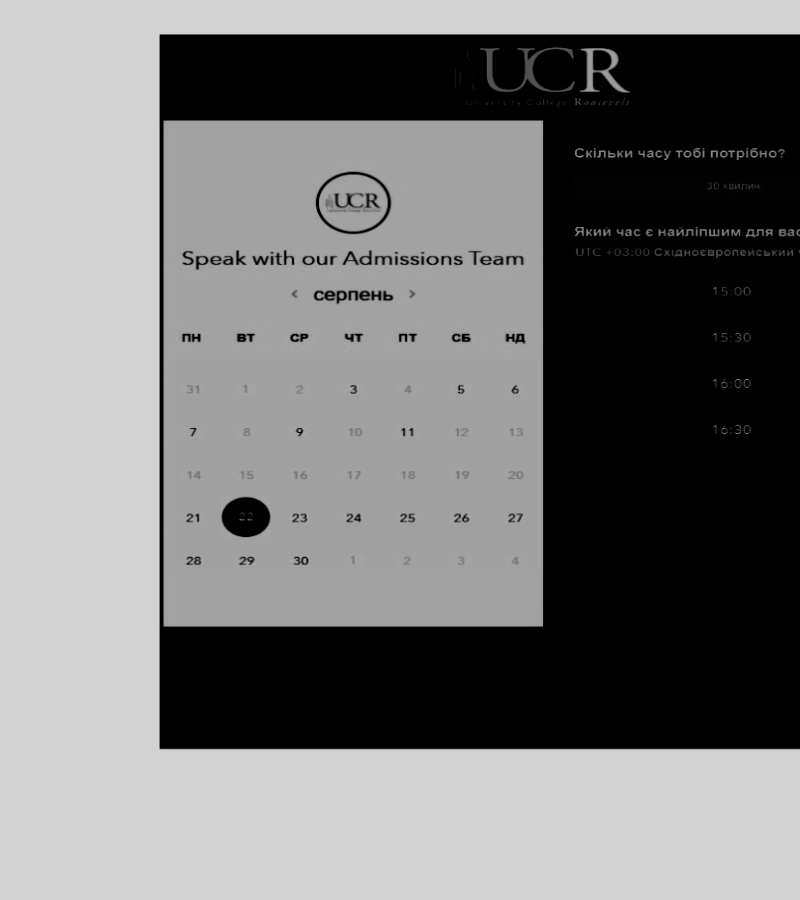 UCR
University College Roosevelt
UCR
Speak with our Admissions Team
< серпень >
ПН ВТ СР ЧТ ПТ СБ НД
31 1 2 3 4 5 6
7 8 9 10 11 12 13
14 15 16 17 18 19 20
21 22 23 24 25 26 27
28 29 30 1 2 3 4
Скільки часу тобі потрібно?
30 хвилин
Який час є найліпшим для вас
UTC +03:00 Східноєвропейський
15:00
15:30
16:00
16:30